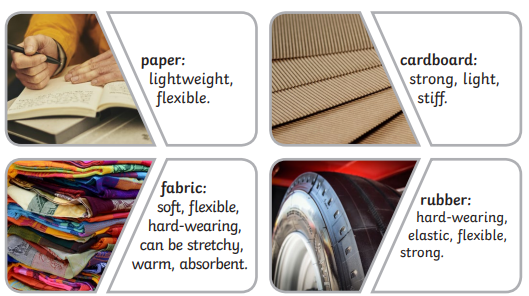 paper:
lightweight,
flexible.
cardboard:
strong, light,
stiff.
fabric:
soft, flexible,
hard-wearing,
can be stretchy,
warm, absorbent.
rubber:
hard-wearing,
elastic, flexible,
strong.